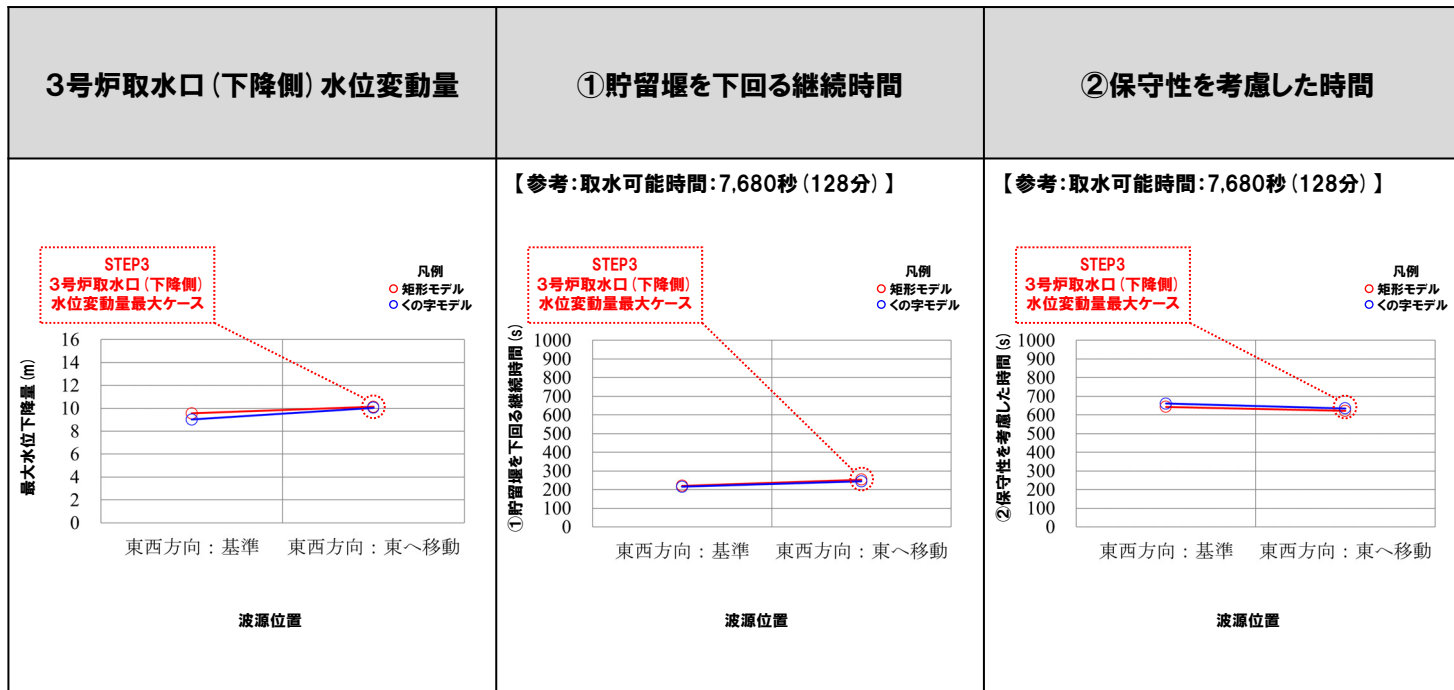 3号炉取水口(下降側)水位変動量
①貯留堰を下回る継続時間
②保守性を考慮した時間
STEP3
3号炉取水口(下降側)
水位変動量最大ケース
凡例
矩形モデル
くの字モデル
最大水位下降量(m)
16
14
12
10
8
6
4
2
0
東西方向:基準 東西方向:東へ移動
波源位置
【参考:取水可能時間:7,680秒(128分)】
STEP3
3号炉取水口(下降側)
水位変動量最大ケース
凡例
矩形モデル
くの字モデル
①貯留堰を下回る継続時間(s)
1000
900
800
700
600
500
400
300
200
100
0
東西方向:基準 東西方向:東へ移動
波源位置
【参考:取水可能時間:7,680秒(128分)】
STEP3
3号炉取水口(下降側)
水位変動量最大ケース
凡例
矩形モデル
くの字モデル
②保守性を考慮した時間(s)
1000
900
800
700
600
500
400
300
200
100
0
東西方向:基準 東西方向:東へ移動
波源位置